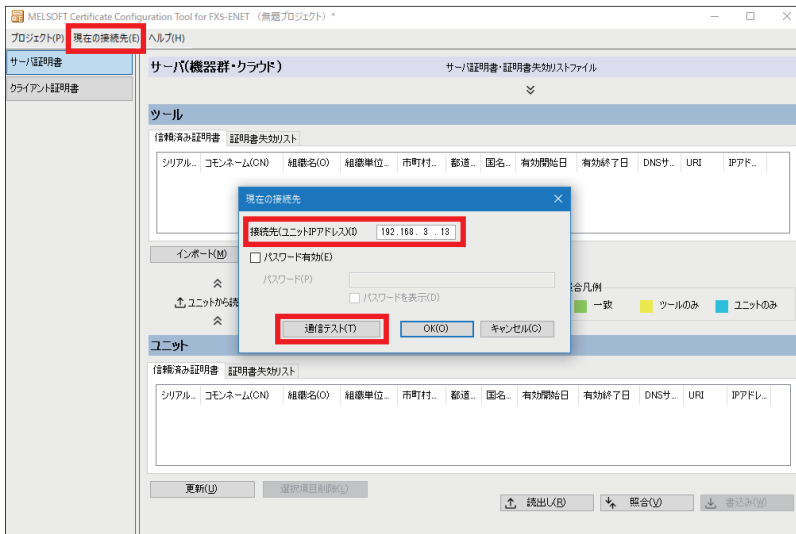 MELSOFT Certificate Configuration Tool for FX5-ENET （無題プロジェクト） *
プロジェクト(P) 現在の接続先(E) ヘルプ(H)
サーバ証明書
クライアント証明書
サーバ(機器群・クラウド)
サーバ証明書・証明書失効リストファイル
ツール
信頼済み証明書 証明書失効リスト
シリアル... コモンネーム(CN) 組織名(O) 組織単位... 市町村... 都道... 国名... 有効開始日 有効終了日 DNSサ... URI IPアド...
現在の接続先
接続先(ユニットIPアドレス)(I) 192.168. 3 . 13
インポート(M)
パスワード有効(E)
パスワード(P)
パスワードを表示(D)
ユニットから読
合凡例
一致 ツールのみ ユニットのみ
通信テスト(T) OK(O) キャンセル(C)
ユニット
信頼済み証明書 証明書失効リスト
シリアル... コモンネーム(CN) 組織名(O) 組織単位... 市町村... 都道... 国名... 有効開始日 有効終了日 DNSサ... URI IPアドレ...
更新(U) 選択項目削除(L)
読出し(R) 照合(V) 書込み(W)